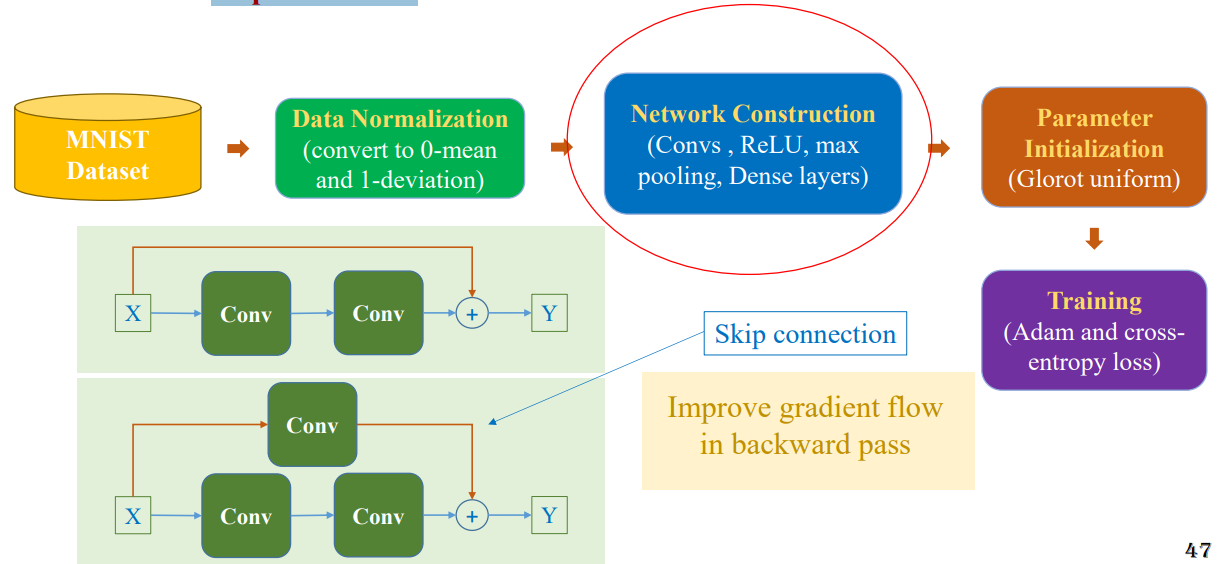 MNIST
Dataset
Data Normalization
(convert to 0-mean
and 1-deviation)
Network Construction
(Convs , ReLU, max
pooling, Dense layers)
Parameter
Initialization
(Glorot uniform)
Training
(Adam and cross-
entropy loss)
X
Conv
Conv
+
Y
Skip connection
Improve gradient flow
in backward pass
Conv
X
Conv
Conv
+
Y
47